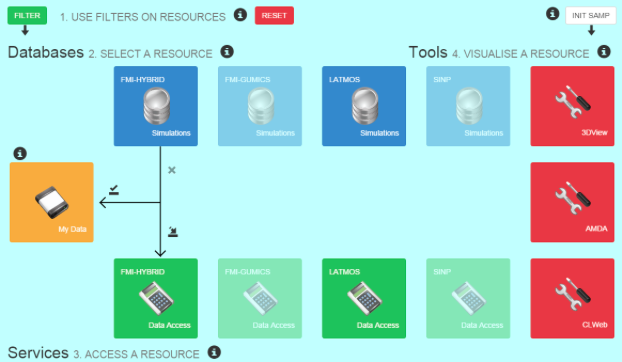 FILTER 1. USE FILTERS ON RESOURCES i RESET i INIT SAMP
Databases 2. SELECT A RESOURCE i Tools 4. VISUALISE A RESOURCE i
FMI-HYBRID FMI-GUMICS LATMOS SINP
Simulations Simulations Simulations Simulations 3DView
i
My Data AMDA
FMI-HYBRID FMI-GUMICS LATMOS SINP
Data Access Data Access Data Access Data Access CLWeb
Services 3. ACCESS A RESOURCE i